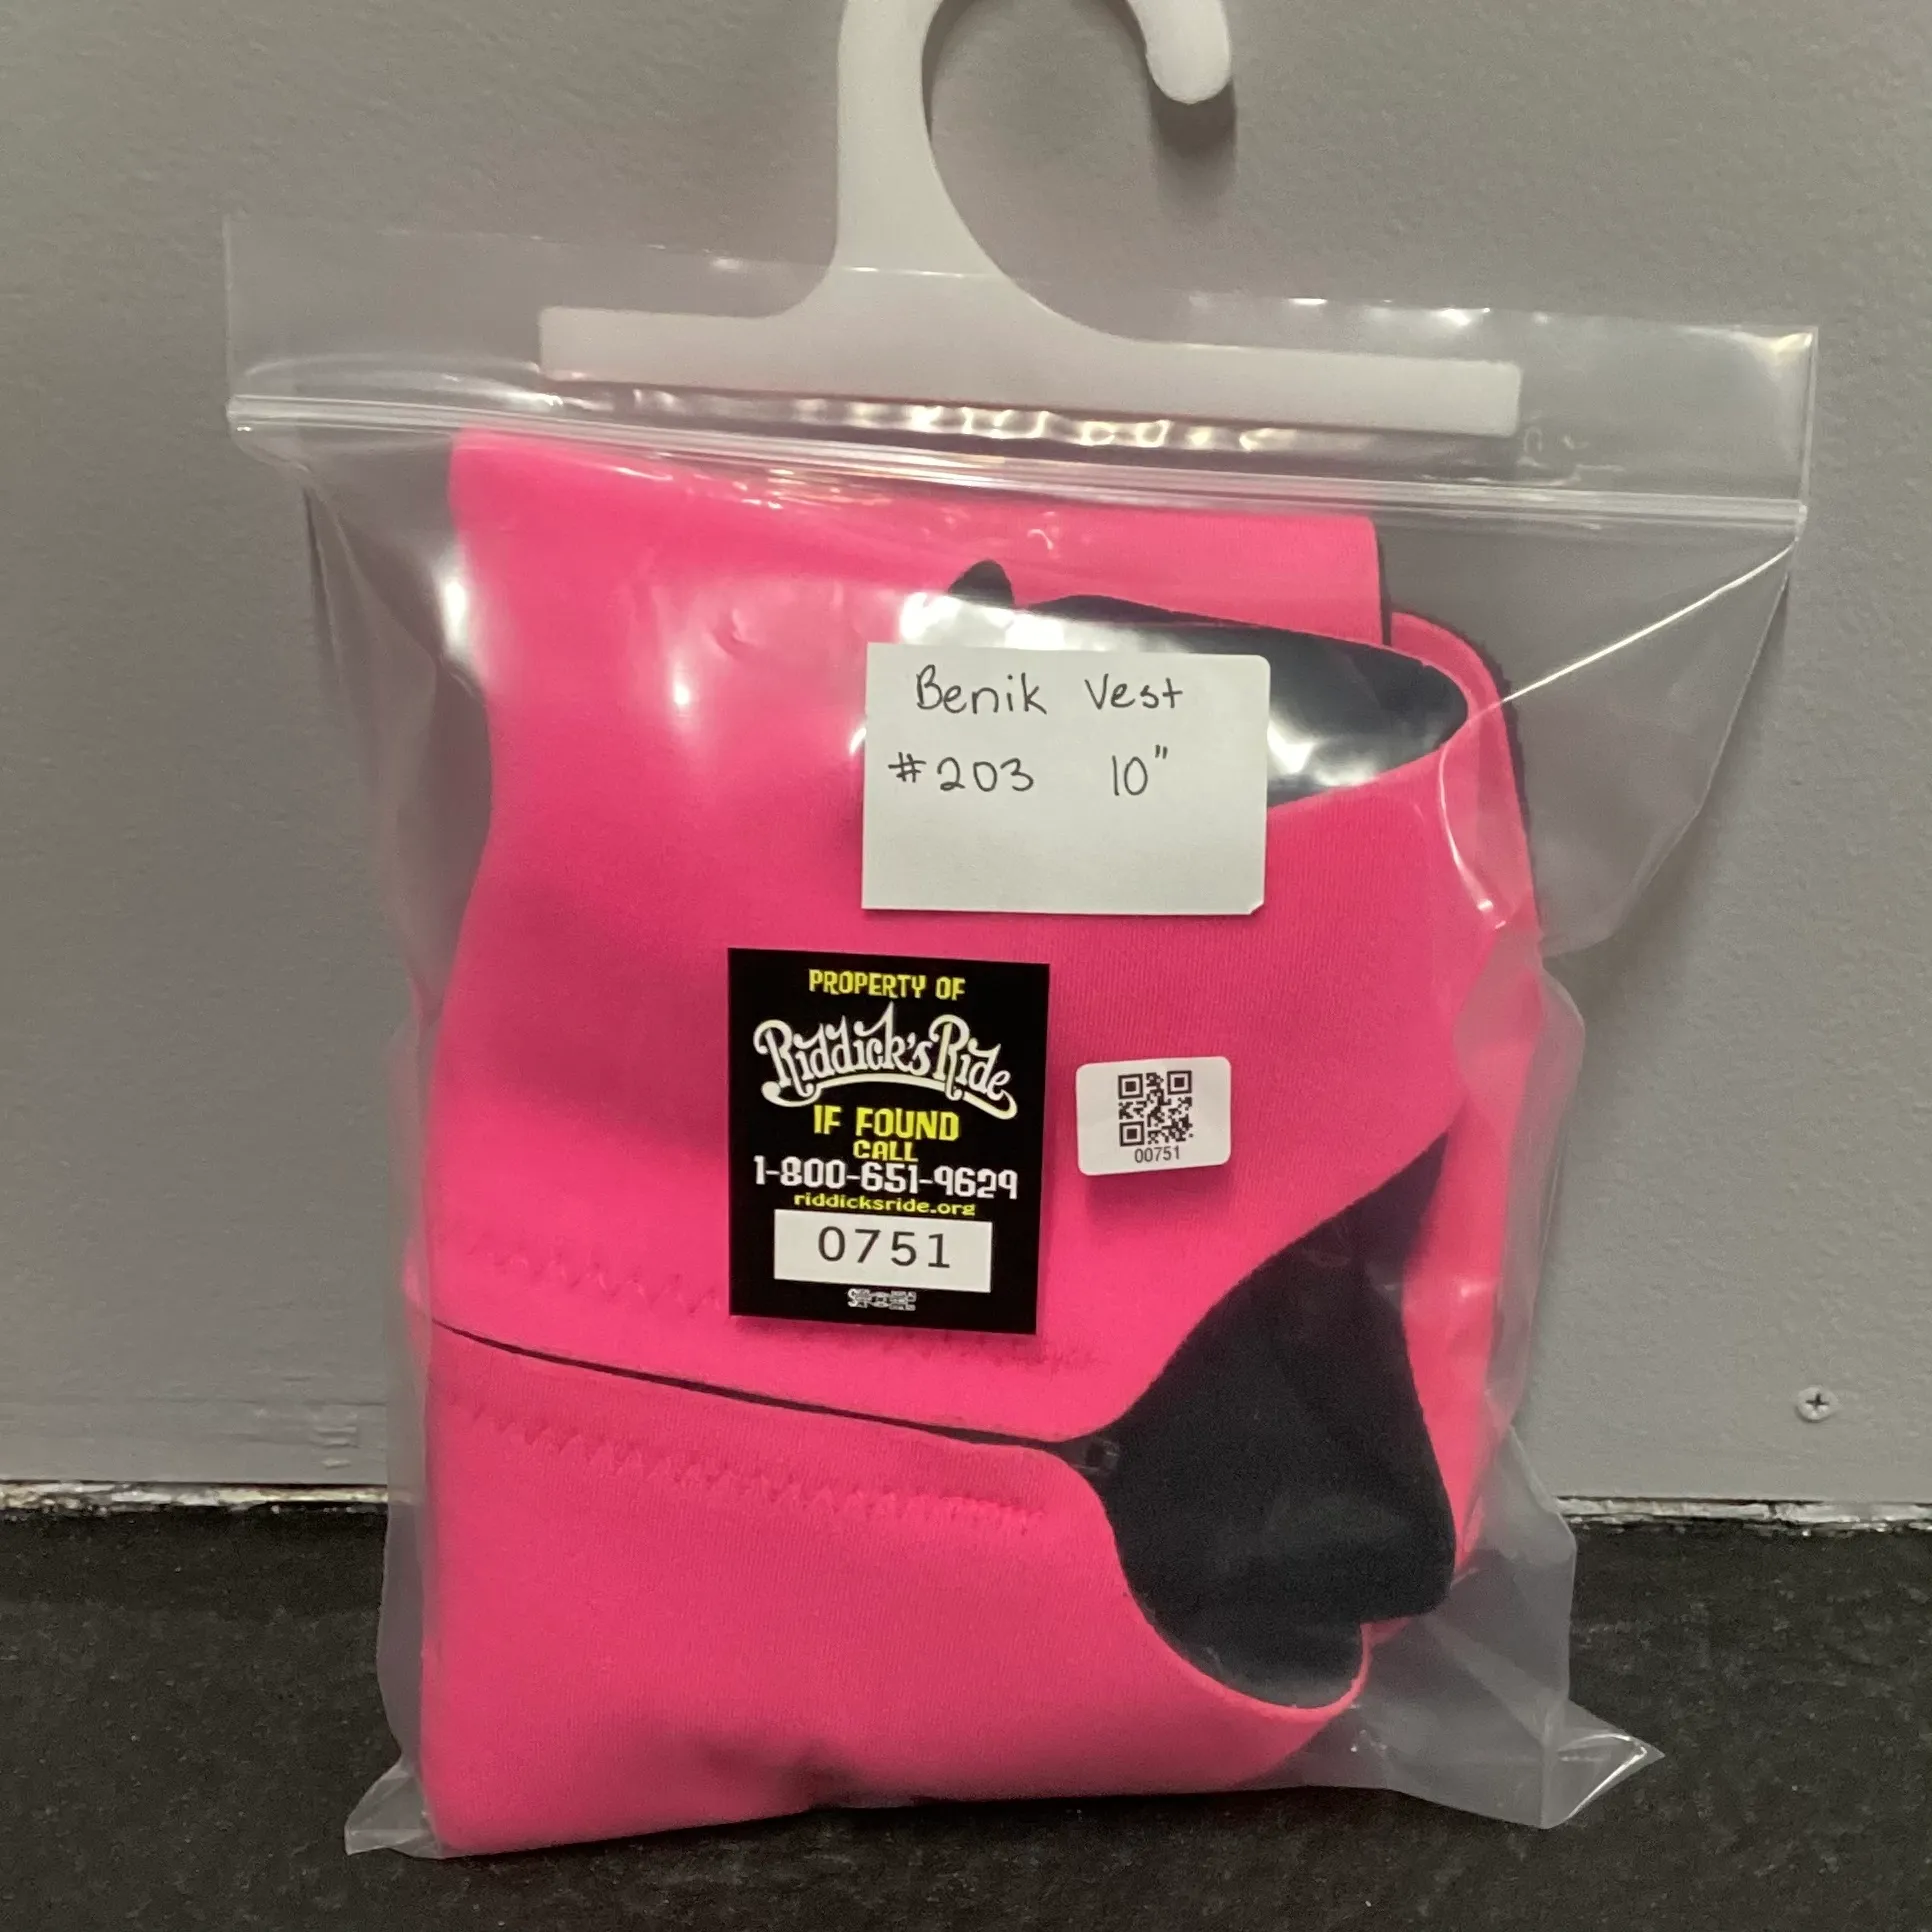 Benik Vest
#203 10"
PROPERTY OF
Riddick's Ride
IF FOUND
CALL
1-800-651-9629
riddicksride.org
0751
00751